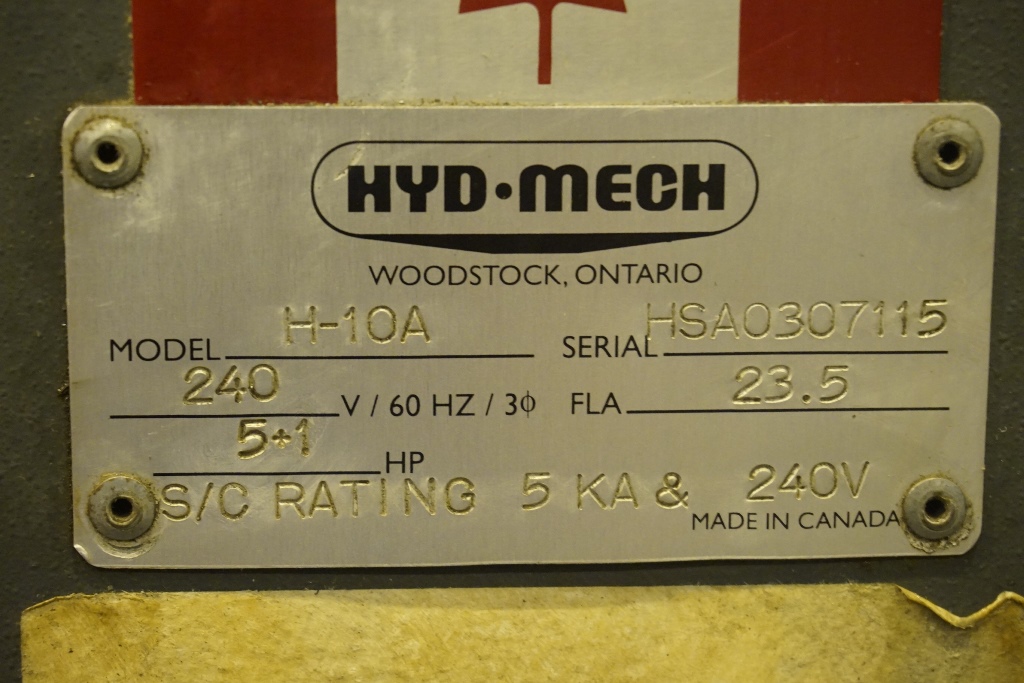 HYD·MECH
WOODSTOCK, ONTARIO
MODEL H-10A SERIAL HSA0307115
240 V / 60 HZ / 3ϕ FLA 23.5
5+1 HP
S/C RATING 5 KA & 240V
MADE IN CANADA